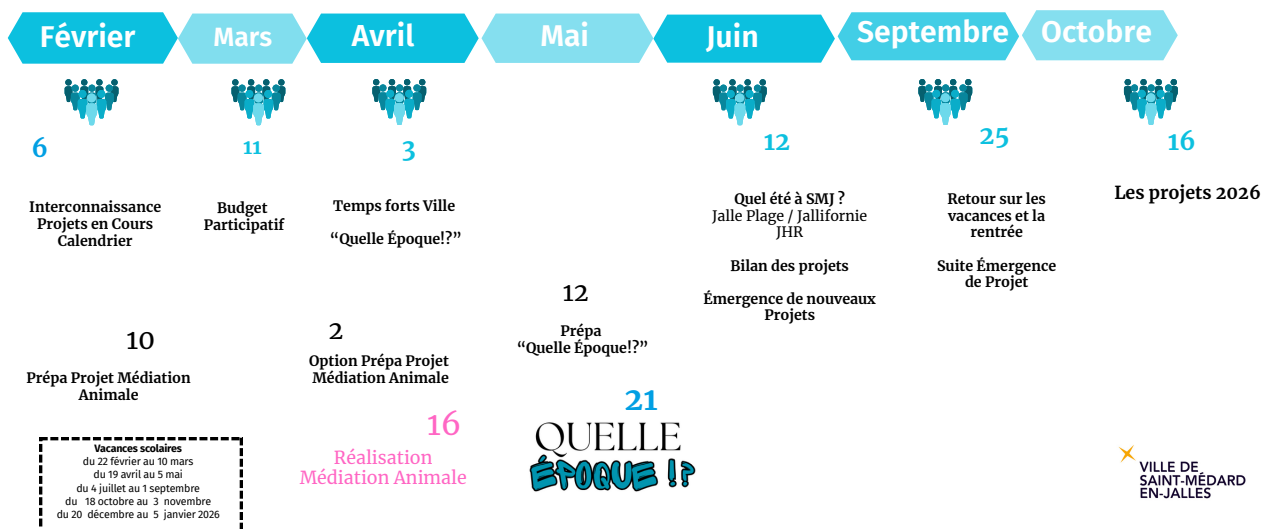 Février
Mars
Avril
Mai
Juin
Septembre
Octobre
6
11
3
12
25
16
Interconnaissance
Projets en Cours
Calendrier
Budget
Participatif
Temps forts Ville
“Quelle Époque!?”
Quel été à SMJ ?
Jalle Plage / Jallifornie
JHR
Bilan des projets
Émergence de nouveaux
Projets
Retour sur les
vacances et la
rentrée
Suite Émergence
de Projet
Les projets 2026
10
Prépa Projet Médiation
Animale
2
Option Prépa Projet
Médiation Animale
16
Réalisation
Médiation Animale
12
Prépa
“Quelle Époque!?”
21
QUELLE
ÉPOQUE !?
Vacances scolaires
du 22 février au 10 mars
du 19 avril au 5 mai
du 4 juillet au 1 septembre
du 18 octobre au 3 novembre
du 20 décembre au 5 janvier 2026
VILLE DE
SAINT-MÉDARD
EN-JALLES